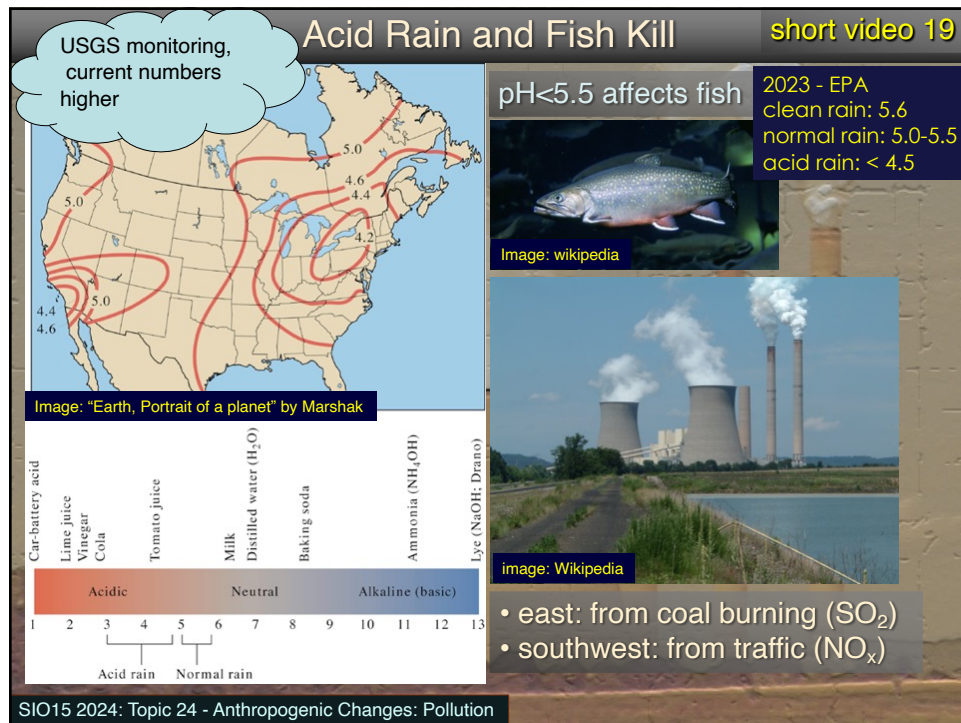 Acid Rain and Fish Kill
short video 19
USGS monitoring,
current numbers
higher
pH<5.5 affects fish
2023 - EPA
clean rain: 5.6
normal rain: 5.0-5.5
acid rain: < 4.5
5.0
4.6
4.4
5.0
4.2
5.0
4.4
4.6
Image: wikipedia
Image: “Earth, Portrait of a planet” by Marshak
Car-battery acid
Lime juice
Vinegar
Cola
Tomato juice
Milk
Distilled water (H₂O)
Baking soda
Ammonia (NH₄OH)
Lye (NaOH; Drano)
Acidic Neutral Alkaline (basic)
1 2 3 4 5 6 7 8 9 10 11 12 13
Acid rain Normal rain
image: Wikipedia
• east: from coal burning (SO₂)
• southwest: from traffic (NOₓ)
SIO15 2024: Topic 24 - Anthropogenic Changes: Pollution